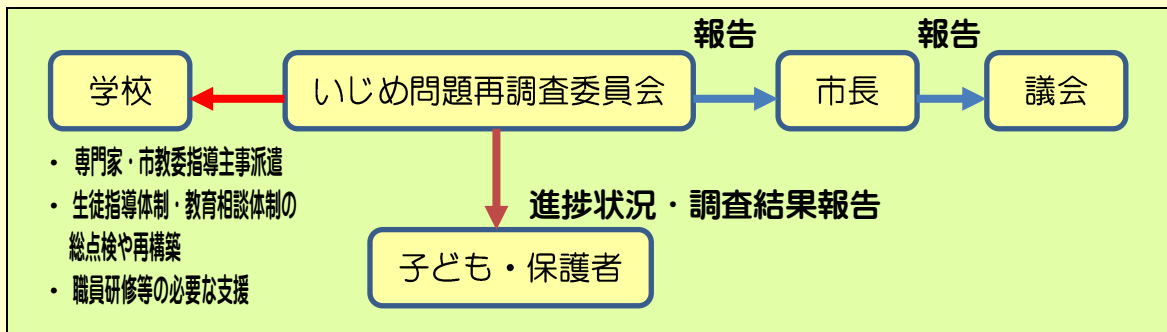 報告
報告
学校
いじめ問題再調査委員会
市長
議会
・ 専門家・市教委指導主事派遣
・ 生徒指導体制・教育相談体制の
総点検や再構築
・ 職員研修等の必要な支援
進捗状況・調査結果報告
子ども・保護者